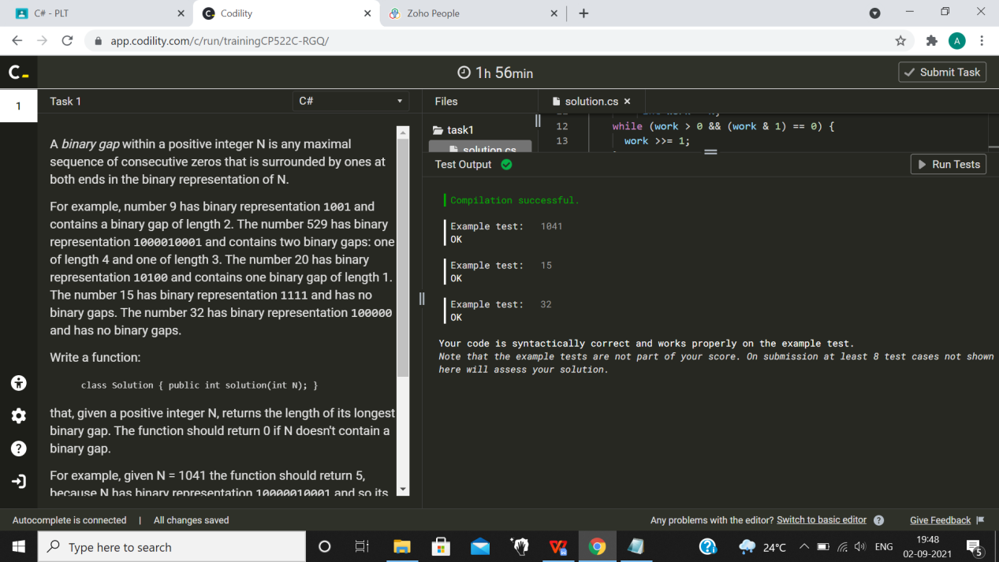 C# - PLT
Codility
Zoho People
app.codility.com/c/run/trainingCP522C-RGQ/
A
1h 56min
Submit Task
1
Task 1
C#
Files
solution.cs
task1
solution.cs
12 while (work > 0 && (work & 1) == 0) {
13 work >>= 1;
Test Output
Run Tests
A binary gap within a positive integer N is any maximal
sequence of consecutive zeros that is surrounded by ones at
both ends in the binary representation of N.
For example, number 9 has binary representation 1001 and
contains a binary gap of length 2. The number 529 has binary
representation 1000010001 and contains two binary gaps: one
of length 4 and one of length 3. The number 20 has binary
representation 10100 and contains one binary gap of length 1.
The number 15 has binary representation 1111 and has no
binary gaps. The number 32 has binary representation 100000
and has no binary gaps.
Write a function:
class Solution { public int solution(int N); }
that, given a positive integer N, returns the length of its longest
binary gap. The function should return 0 if N doesn't contain a
binary gap.
For example, given N = 1041 the function should return 5,
because N has binary representation 10000010001 and so its
Compilation successful.
Example test: 1041
OK
Example test: 15
OK
Example test: 32
OK
Your code is syntactically correct and works properly on the example test.
Note that the example tests are not part of your score. On submission at least 8 test cases not shown
here will assess your solution.
Autocomplete is connected | All changes saved
Any problems with the editor? Switch to basic editor ? Give Feedback
Type here to search
24°C
ENG
19:48
02-09-2021
5